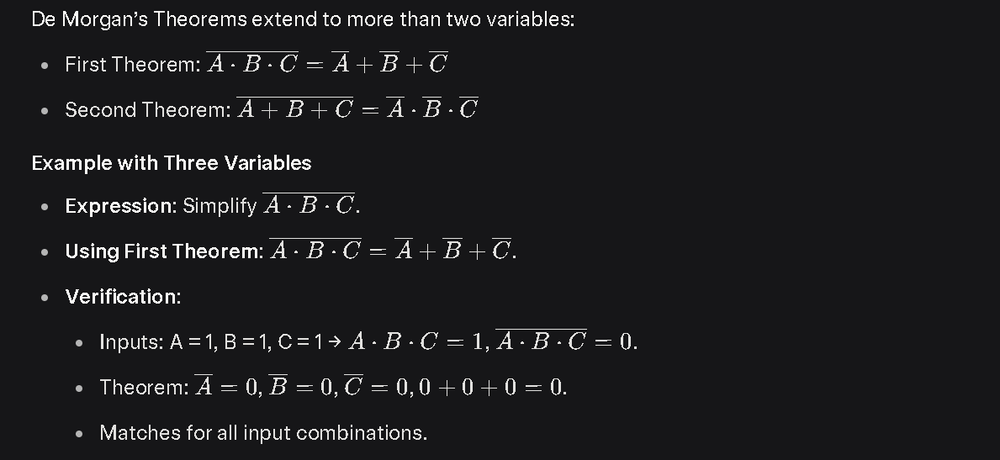 De Morgan’s Theorems extend to more than two variables:
• First Theorem: $\overline{A \cdot B \cdot C} = \overline{A} + \overline{B} + \overline{C}$
• Second Theorem: $\overline{A + B + C} = \overline{A} \cdot \overline{B} \cdot \overline{C}$
Example with Three Variables
• Expression: Simplify $\overline{A \cdot B \cdot C}$.
• Using First Theorem: $\overline{A \cdot B \cdot C} = \overline{A} + \overline{B} + \overline{C}$.
• Verification:
• Inputs: A = 1, B = 1, C = 1 → $A \cdot B \cdot C = 1$, $\overline{A \cdot B \cdot C} = 0$.
• Theorem: $\overline{A} = 0, \overline{B} = 0, \overline{C} = 0, 0 + 0 + 0 = 0$.
• Matches for all input combinations.